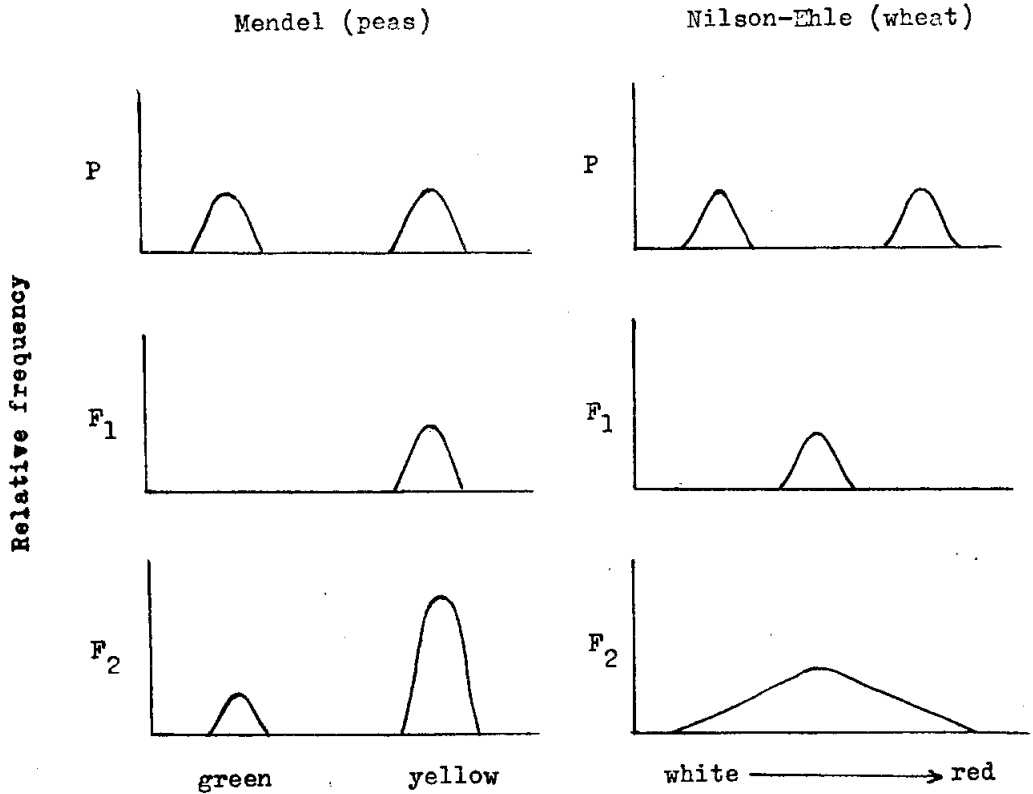 Mendel (peas)
Nilson-Ehle (wheat)
Relative frequency
P
P
F1
F1
F2
F2
green yellow
white red